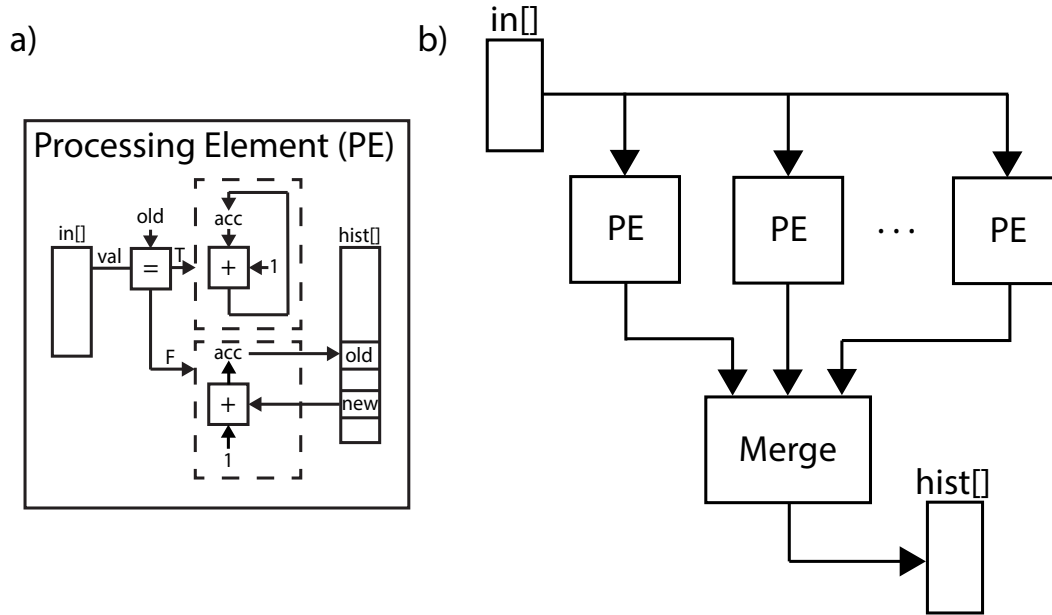 a)
Processing Element (PE)
in[]
val
old
=
T
F
acc
+
1
acc
+
1
hist[]
old
new
b)
in[]
PE
PE
...
PE
Merge
hist[]